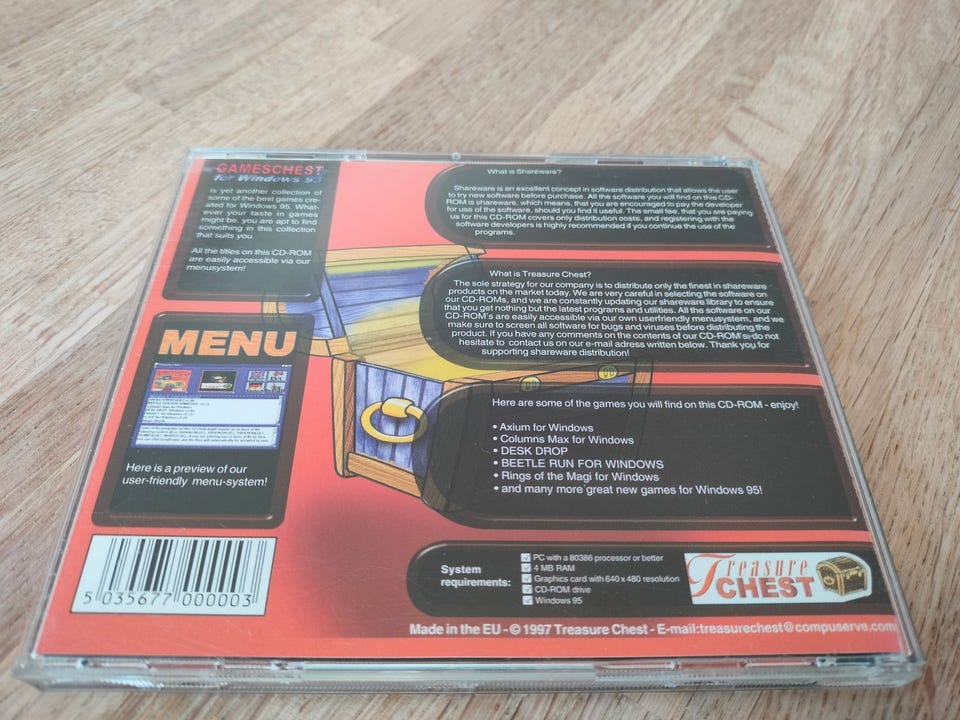 GAMESCHEST
for Windows 95
is yet another collection of
some of the best games cre-
ated for Windows 95. What-
ever your taste in games
might be, you are apt to find
something in this collection
that suits you.
All the titles on this CD-ROM
are easily accessible via our
menusystem!
MENU
Here is a preview of our
user-friendly menu-system!
5 035677 000003
What is Shareware?
Shareware is an excellent concept in software distribution that allows the user
to try new software before purchase. All the software you will find on this CD-
ROM is shareware, which means, that you are encouraged to pay the developer
for use of the software, should you find it useful. The small fee, that you are paying
us for this CD-ROM covers only distribution costs, and registering with the
software developers is highly recommended if you continue the use of the
programs.
What is Treasure Chest?
The sole strategy for our company is to distribute only the finest in shareware
products on the market today. We are very careful in selecting the software on
our CD-ROMs, and we are constantly updating our shareware library to ensure
that you get nothing but the latest programs and utilities. All the software on our
CD-ROM's are easily accessible via our own userfriendly menusystem, and we
make sure to screen all software for bugs and viruses before distributing the
product. If you have any comments on the contents of our CD-ROM's, do not
hesitate to contact us on our e-mail adress written below. Thank you for
supporting shareware distribution!
Here are some of the games you will find on this CD-ROM - enjoy!
• Axium for Windows
• Columns Max for Windows
• DESK DROP
• BEETLE RUN FOR WINDOWS
• Rings of the Magi for Windows
• and many more great new games for Windows 95!
System
requirements:
PC with a 80386 processor or better
4 MB RAM
Graphics card with 640 x 480 resolution
CD-ROM drive
Windows 95
Treasure
CHEST
Made in the EU - © 1997 Treasure Chest - E-mail:treasurechest@compuserve.com